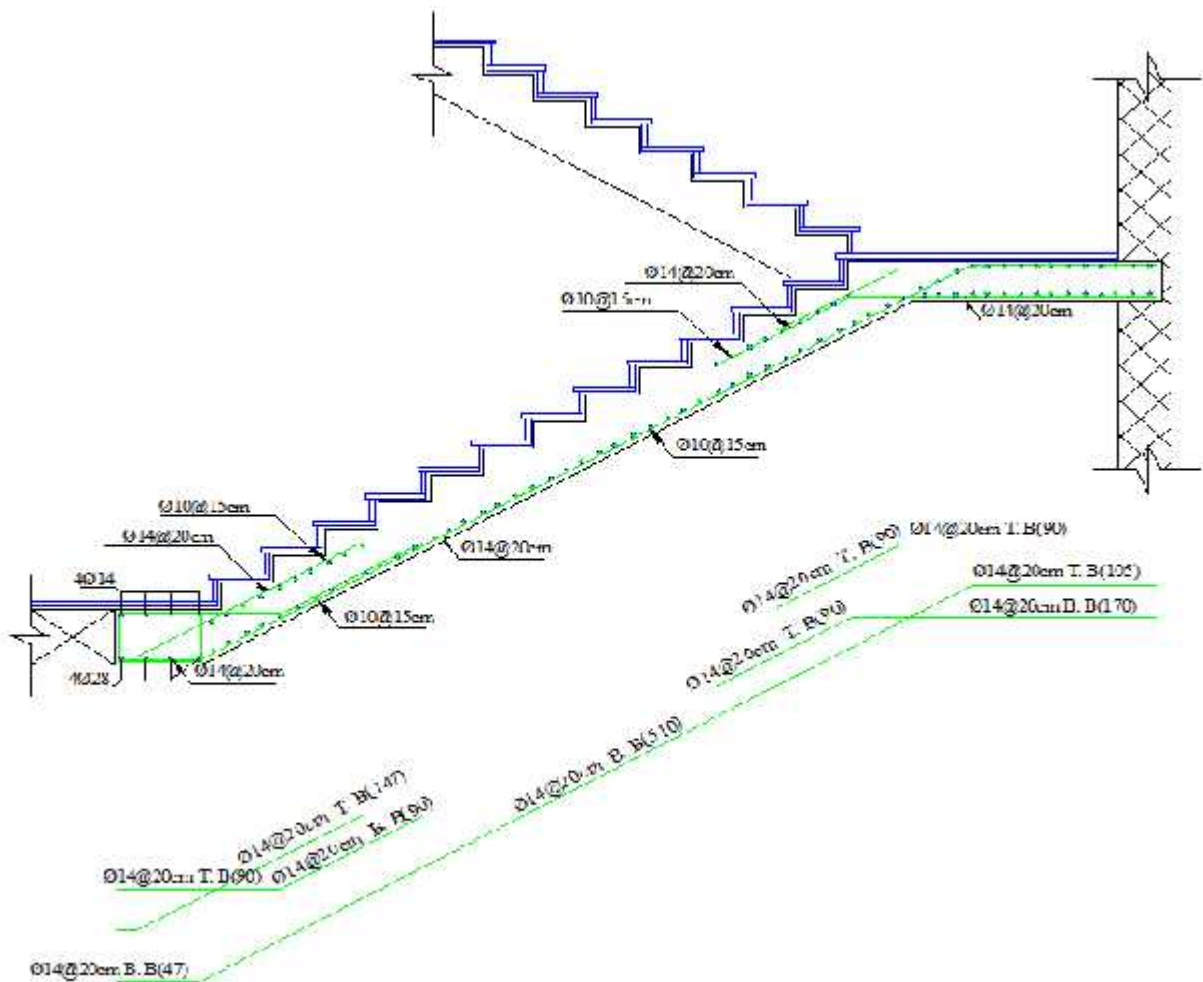 Ø14@20cm
Ø10@15cm
Ø14@20cm
Ø10@15cm
Ø10@15cm
Ø14@20cm
Ø14@20cm
4Ø14
Ø10@15cm
Ø14@20cm
4Ø28
Ø14@20cm T. B(90)
Ø14@20cm T. B(90)
Ø14@20cm T. B(105)
Ø14@20cm B. B(170)
Ø14@20cm T. B(90)
Ø14@20cm B. B(510)
Ø14@20cm T. B(147)
Ø14@20cm B. B(90)
Ø14@20cm T. B(90)
Ø14@20cm B. B(47)